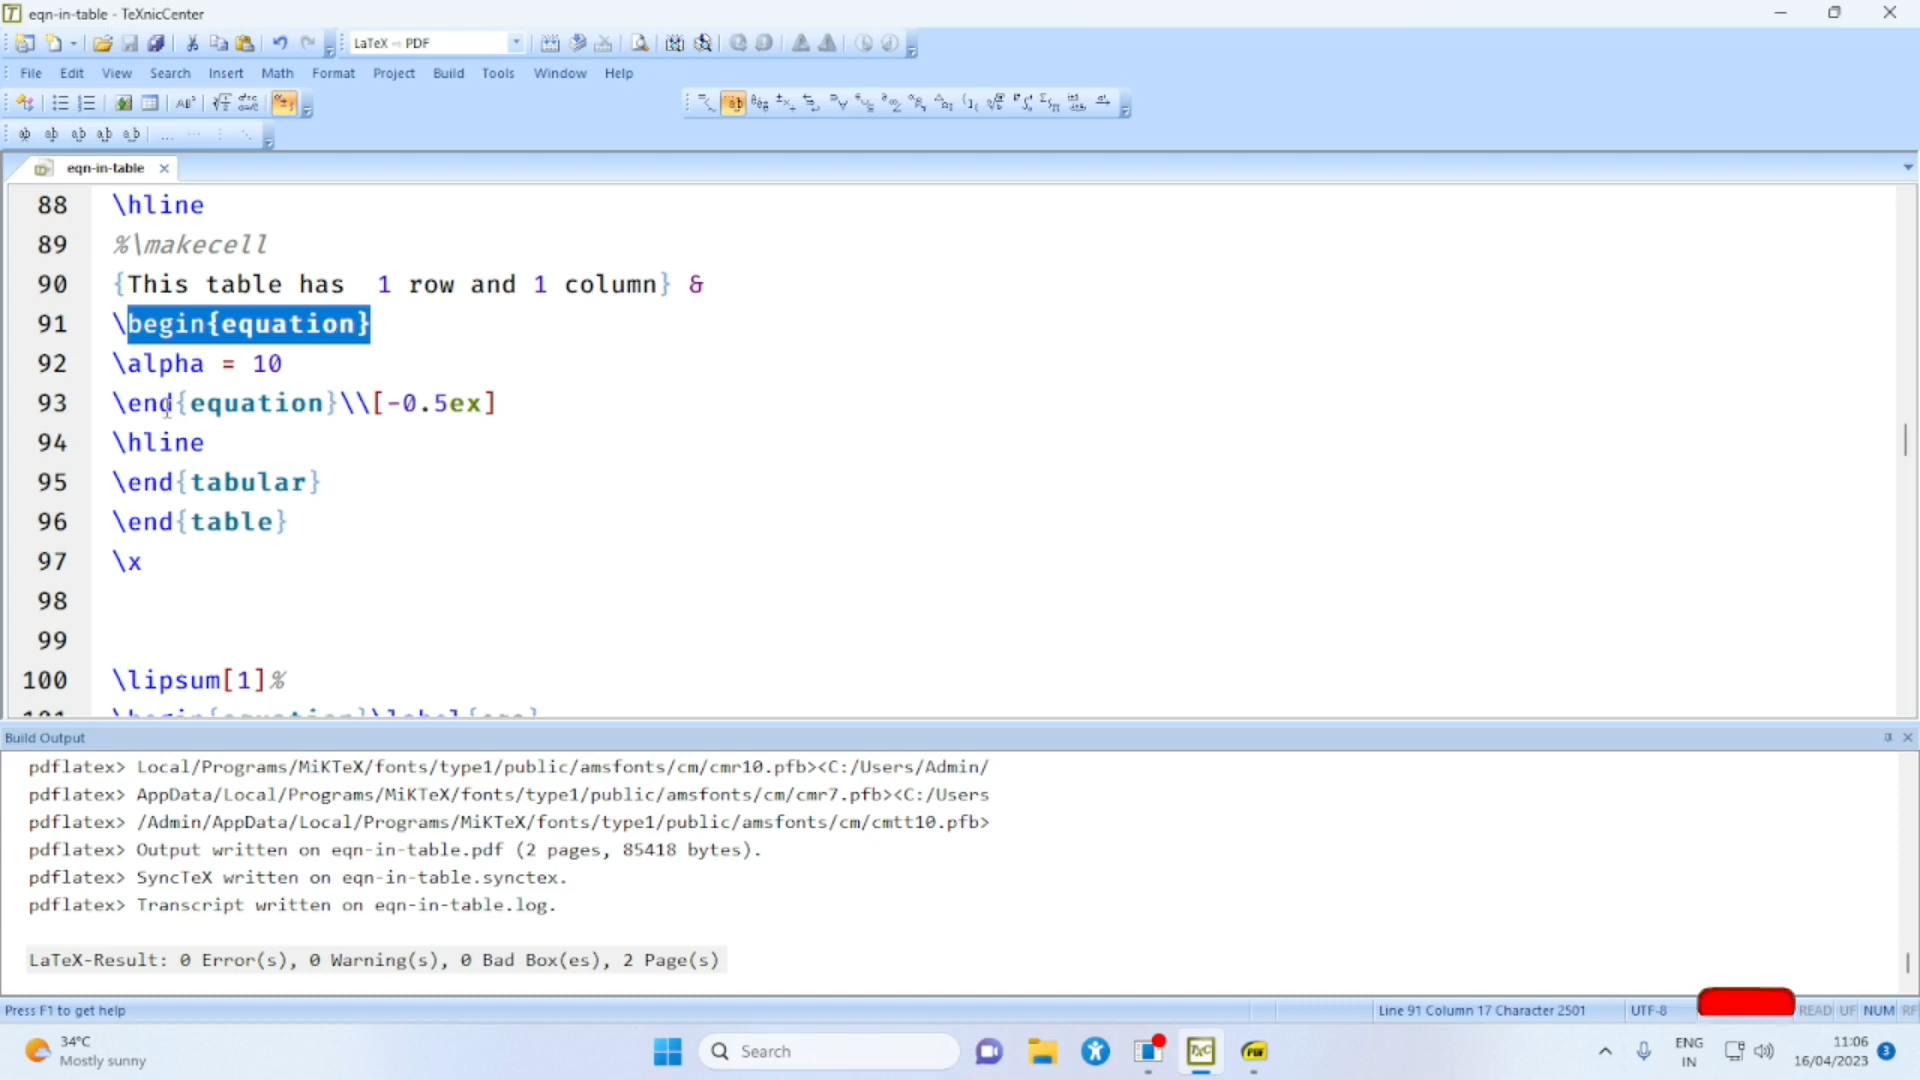 eqn-in-table - TeXnicCenter
LaTeX ⇨ PDF
File Edit View Search Insert Math Format Project Build Tools Window Help
eqn-in-table
88 \hline
89 %\makecell
90 {This table has  1 row and 1 column} &
91 \begin{equation}
92 \alpha = 10
93 \end{equation}\\[-0.5ex]
94 \hline
95 \end{tabular}
96 \end{table}
97 \x
98
99
100 \lipsum[1]%
Build Output
pdflatex> Local/Programs/MiKTeX/fonts/type1/public/amsfonts/cm/cmr10.pfb><C:/Users/Admin/
pdflatex> AppData/Local/Programs/MiKTeX/fonts/type1/public/amsfonts/cm/cmr7.pfb><C:/Users
pdflatex> /Admin/AppData/Local/Programs/MiKTeX/fonts/type1/public/amsfonts/cm/cmtt10.pfb>
pdflatex> Output written on eqn-in-table.pdf (2 pages, 85418 bytes).
pdflatex> SyncTeX written on eqn-in-table.synctex.
pdflatex> Transcript written on eqn-in-table.log.
LaTeX-Result: 0 Error(s), 0 Warning(s), 0 Bad Box(es), 2 Page(s)
Press F1 to get help Line 91 Column 17 Character 2501 UTF-8 READ UF NUM RF
34°C
Mostly sunny
Search
TXC
PDF
ENG
IN
11:06
16/04/2023
3